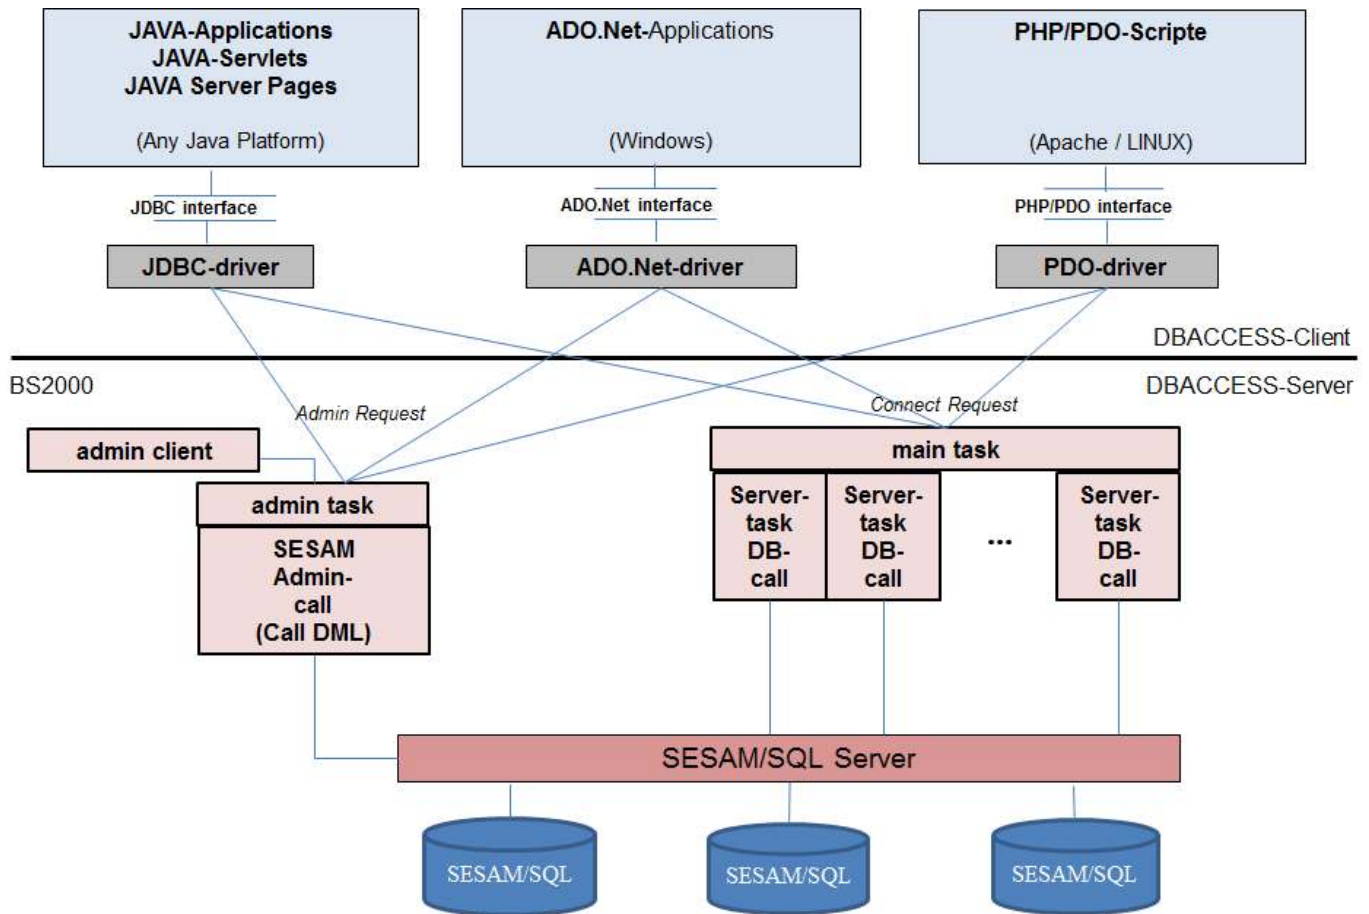 JAVA-Applications
JAVA-Servlets
JAVA Server Pages
(Any Java Platform)
ADO.Net-Applications
(Windows)
PHP/PDO-Scripte
(Apache / LINUX)
JDBC interface
ADO.Net interface
PHP/PDO interface
JDBC-driver
ADO.Net-driver
PDO-driver
DBACCESS-Client
BS2000
DBACCESS-Server
Admin Request
Connect Request
admin client
main task
admin task
SESAM
Admin-
call
(Call DML)
Server-
task
DB-
call
Server-
task
DB-
call
...
Server-
task
DB-
call
SESAM/SQL Server
SESAM/SQL
SESAM/SQL
SESAM/SQL